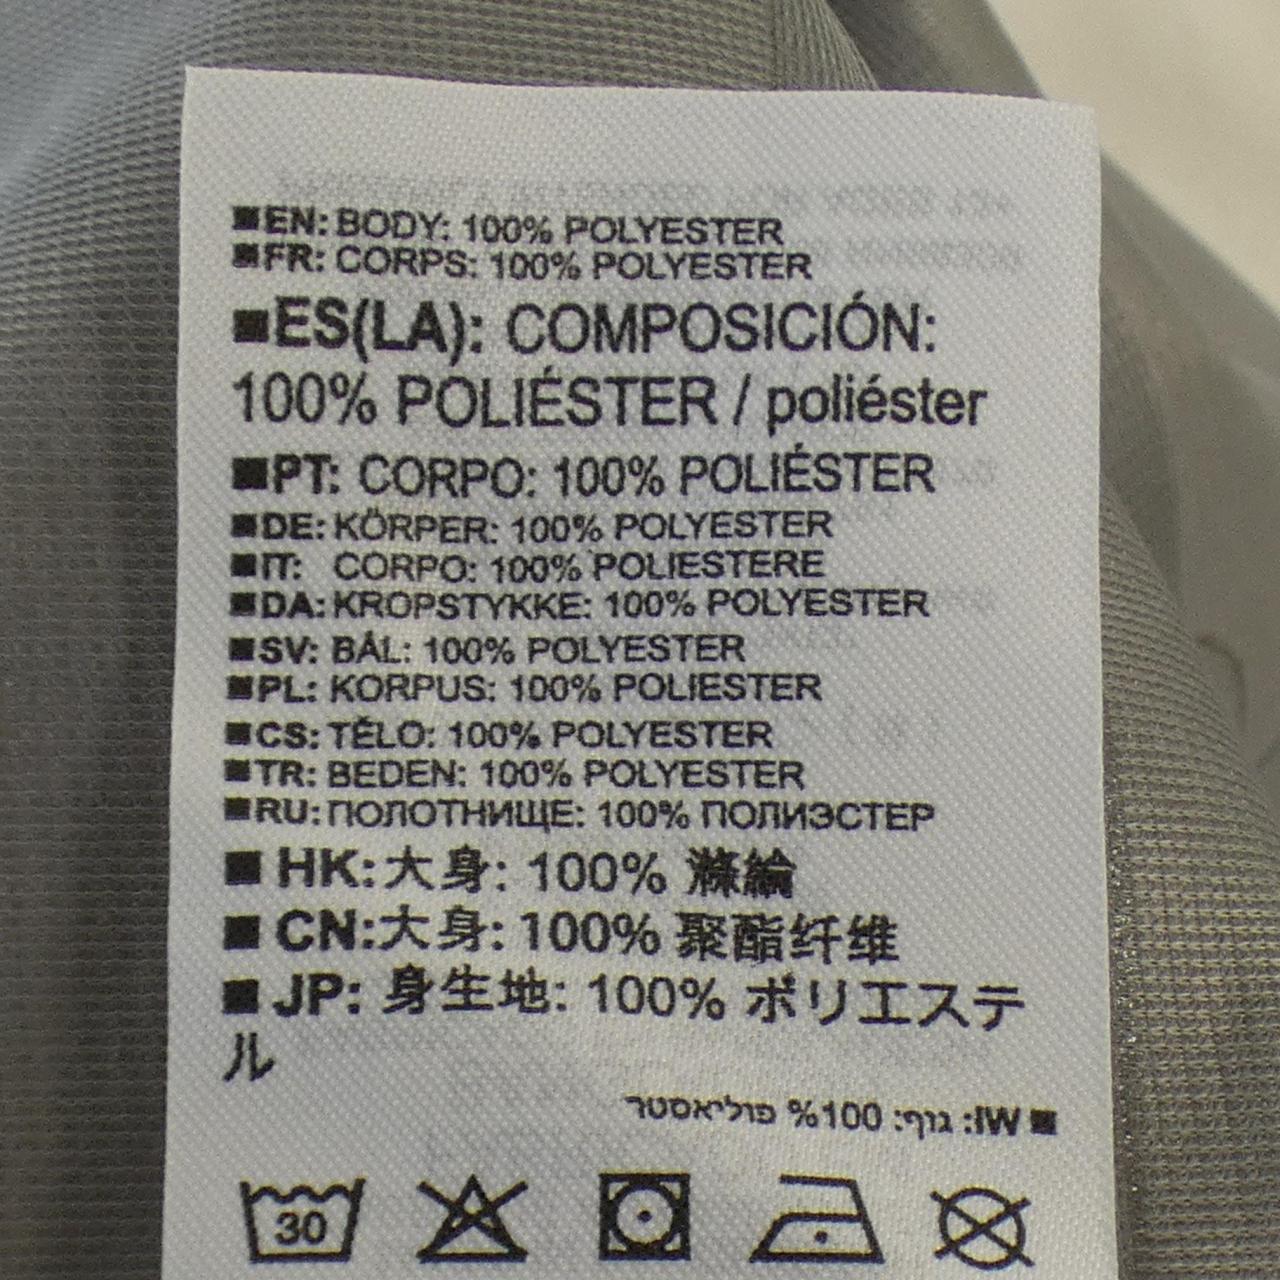 ■EN: BODY: 100% POLYESTER
■FR: CORPS: 100% POLYESTER
■ES(LA): COMPOSICIÓN:
100% POLIÉSTER / poliéster
■PT: CORPO: 100% POLIÉSTER
■DE: KÖRPER: 100% POLYESTER
■IT: CORPO: 100% POLIESTERE
■DA: KROPSTYKKE: 100% POLYESTER
■SV: BÅL: 100% POLYESTER
■PL: KORPUS: 100% POLIESTER
■CS: TĚLO: 100% POLYESTER
■TR: BEDEN: 100% POLYESTER
■RU: ПОЛОТНИЩЕ: 100% ПОЛИЭСТЕР
■ HK: 大身: 100% 滌綸
■ CN: 大身: 100% 聚酯纤维
■ JP: 身生地: 100% ポリエステ
ル
■ IW: גוף: 100% פוליאסטר
30